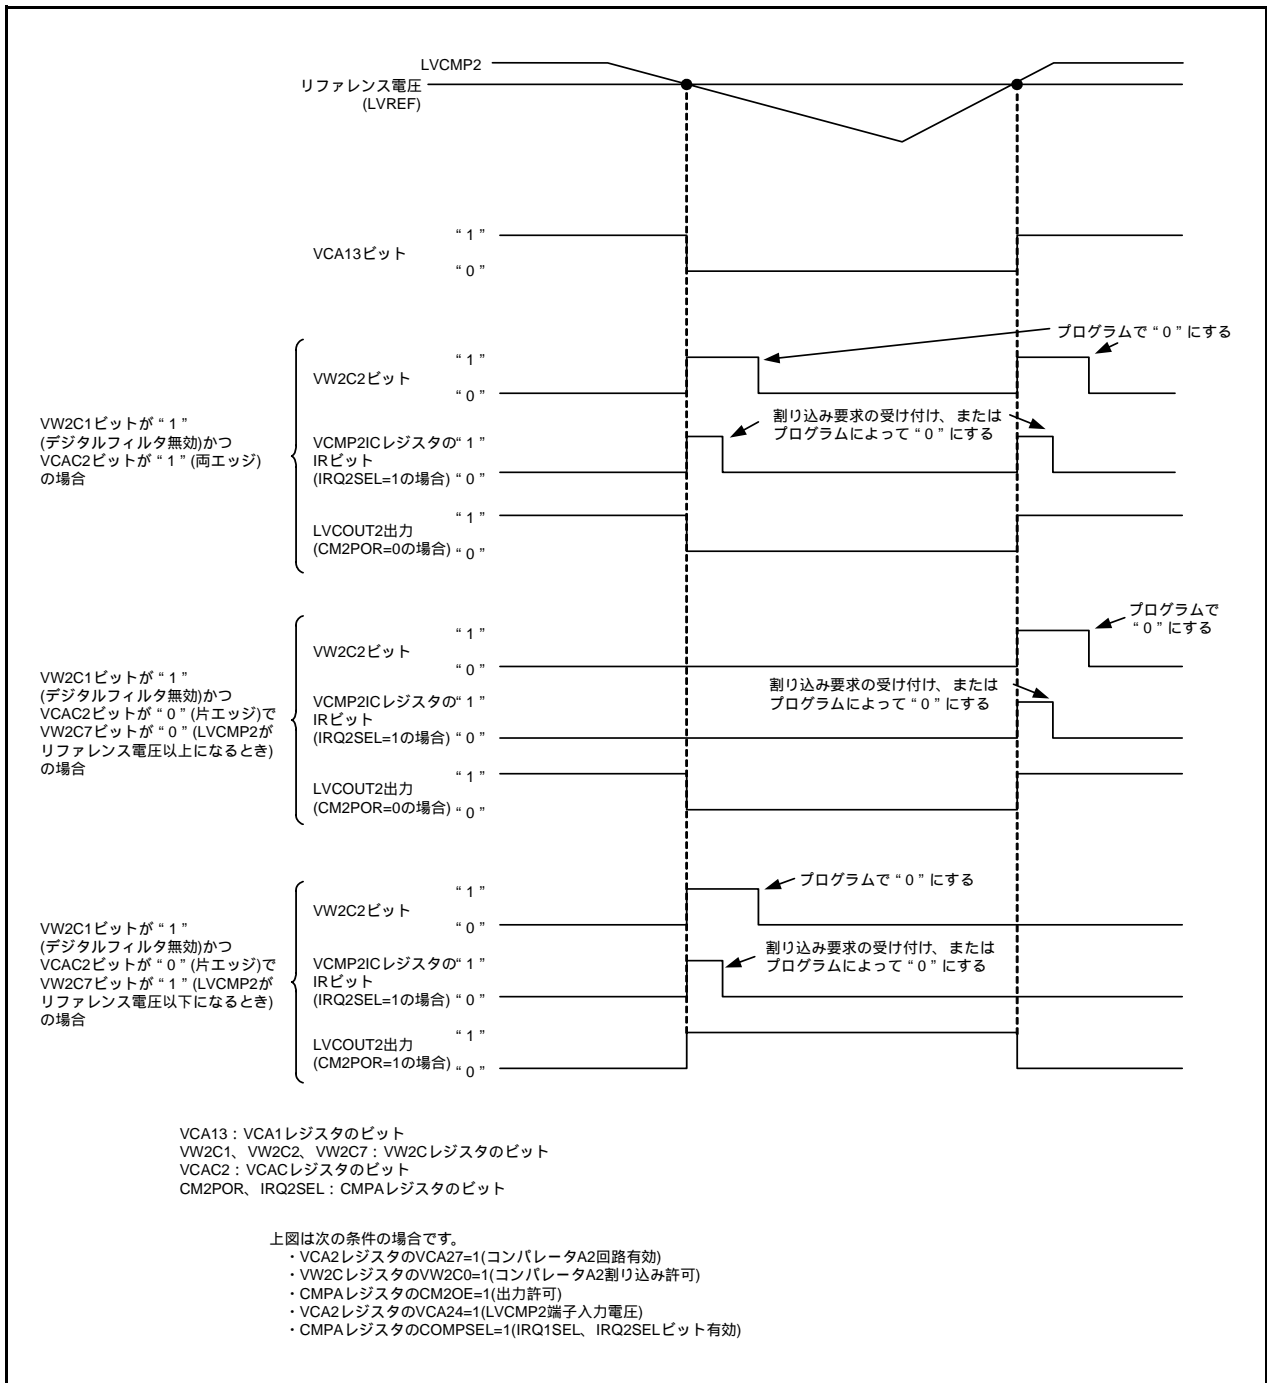 LVCMP2
リファレンス電圧
(LVREF)
“ 1 ”
VCA13ビット
“ 0 ”
プログラムで “ 0 ” にする
“ 1 ”
VW2C2ビット
“ 0 ”
VW2C1ビットが “ 1 ”
(デジタルフィルタ無効)かつ
VCAC2ビットが “ 1 ” (両エッジ)
の場合
割り込み要求の受け付け、または
プログラムによって “ 0 ” にする
VCMP2ICレジスタの “ 1 ”
IRビット
(IRQ2SEL=1の場合) “ 0 ”
“ 1 ”
LVCOUT2出力
(CM2POR=0の場合) “ 0 ”
プログラムで
“ 0 ” にする
“ 1 ”
VW2C2ビット
“ 0 ”
VW2C1ビットが “ 1 ”
(デジタルフィルタ無効)かつ
VCAC2ビットが “ 0 ” (片エッジ)で
VW2C7ビットが “ 0 ” (LVCMP2が
リファレンス電圧以上になるとき)
の場合
割り込み要求の受け付け、または
プログラムによって “ 0 ” にする
VCMP2ICレジスタの “ 1 ”
IRビット
(IRQ2SEL=1の場合) “ 0 ”
“ 1 ”
LVCOUT2出力
(CM2POR=0の場合) “ 0 ”
プログラムで “ 0 ” にする
“ 1 ”
VW2C2ビット
“ 0 ”
VW2C1ビットが “ 1 ”
(デジタルフィルタ無効)かつ
VCAC2ビットが “ 0 ” (片エッジ)で
VW2C7ビットが “ 1 ” (LVCMP2が
リファレンス電圧以下になるとき)
の場合
割り込み要求の受け付け、または
プログラムによって “ 0 ” にする
VCMP2ICレジスタの “ 1 ”
IRビット
(IRQ2SEL=1の場合) “ 0 ”
“ 1 ”
LVCOUT2出力
(CM2POR=1の場合) “ 0 ”
VCA13：VCA1レジスタのビット
VW2C1、VW2C2、VW2C7：VW2Cレジスタのビット
VCAC2：VCACレジスタのビット
CM2POR、IRQ2SEL：CMPAレジスタのビット
上図は次の条件の場合です。
・VCA2レジスタのVCA27=1(コンパレータA2回路有効)
・VW2CレジスタのVW2C0=1(コンパレータA2割り込み許可)
・CMPAレジスタのCM2OE=1(出力許可)
・VCA2レジスタのVCA24=1(LVCMP2端子入力電圧)
・CMPAレジスタのCOMPSEL=1(IRQ1SEL、IRQ2SELビット有効)